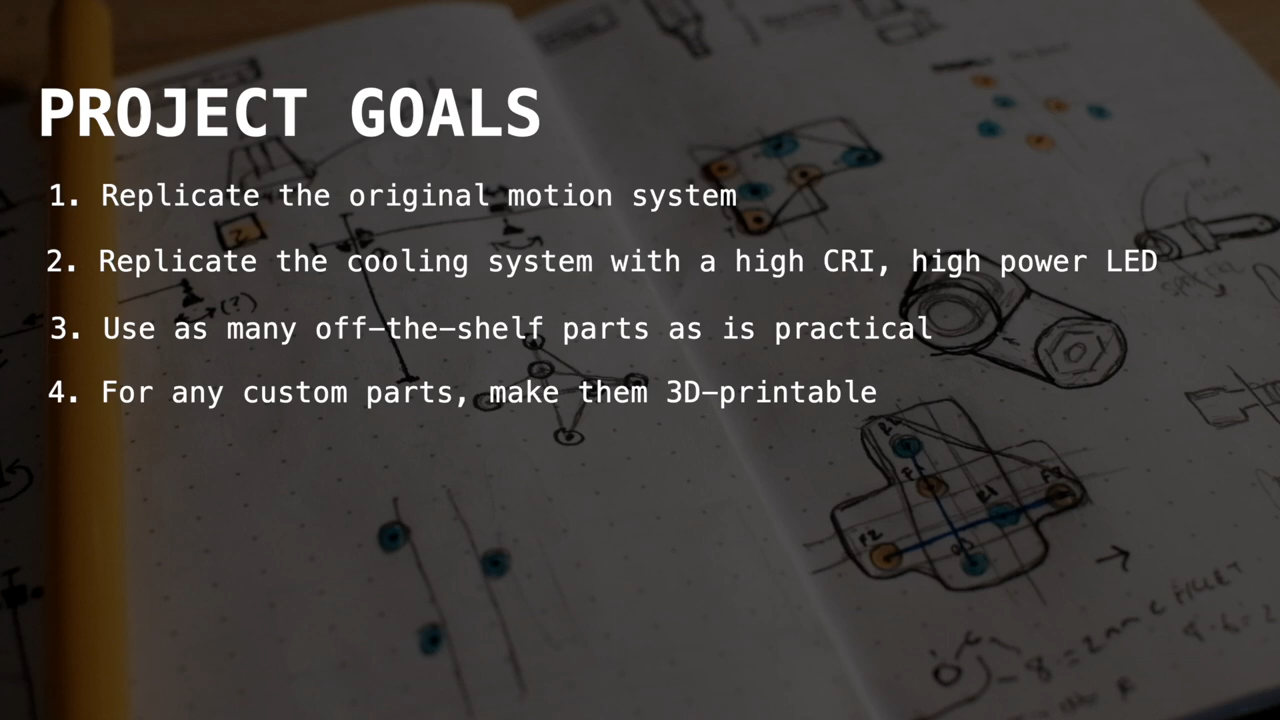 PROJECT GOALS
1. Replicate the original motion system
2. Replicate the cooling system with a high CRI, high power LED
3. Use as many off-the-shelf parts as is practical
4. For any custom parts, make them 3D-printable
(?)